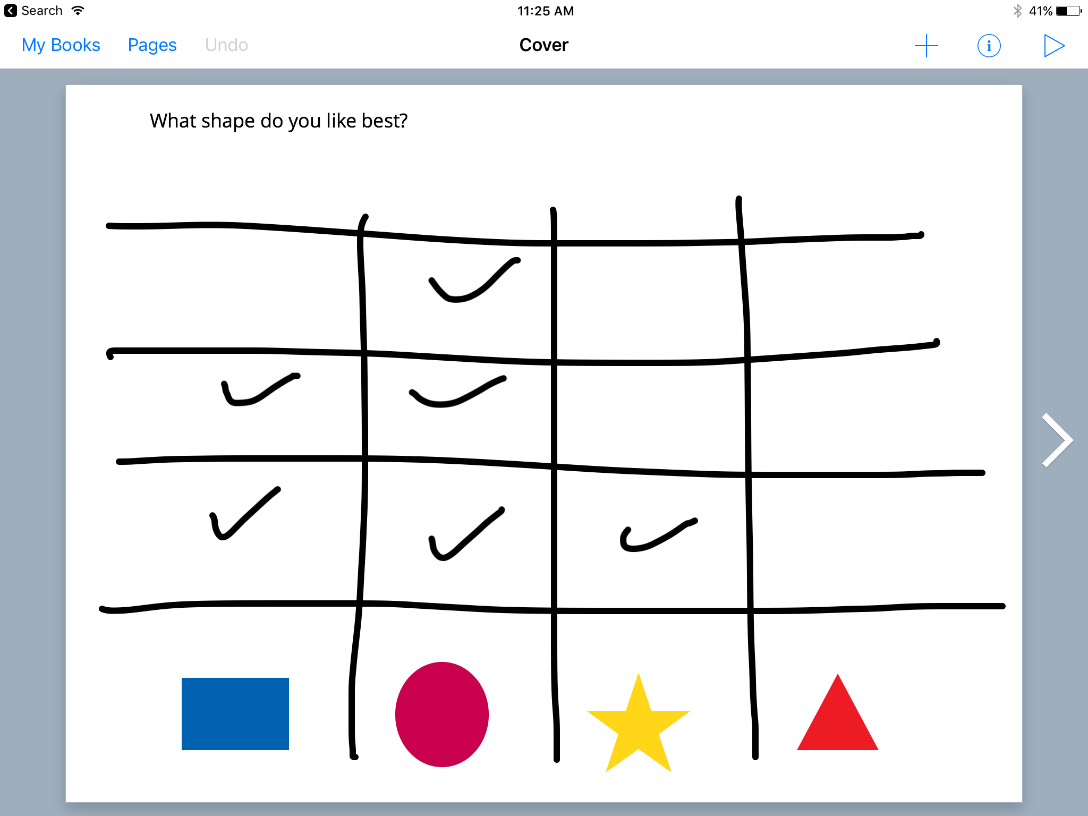 Search
11:25 AM
41%
My Books Pages Undo
Cover
What shape do you like best?